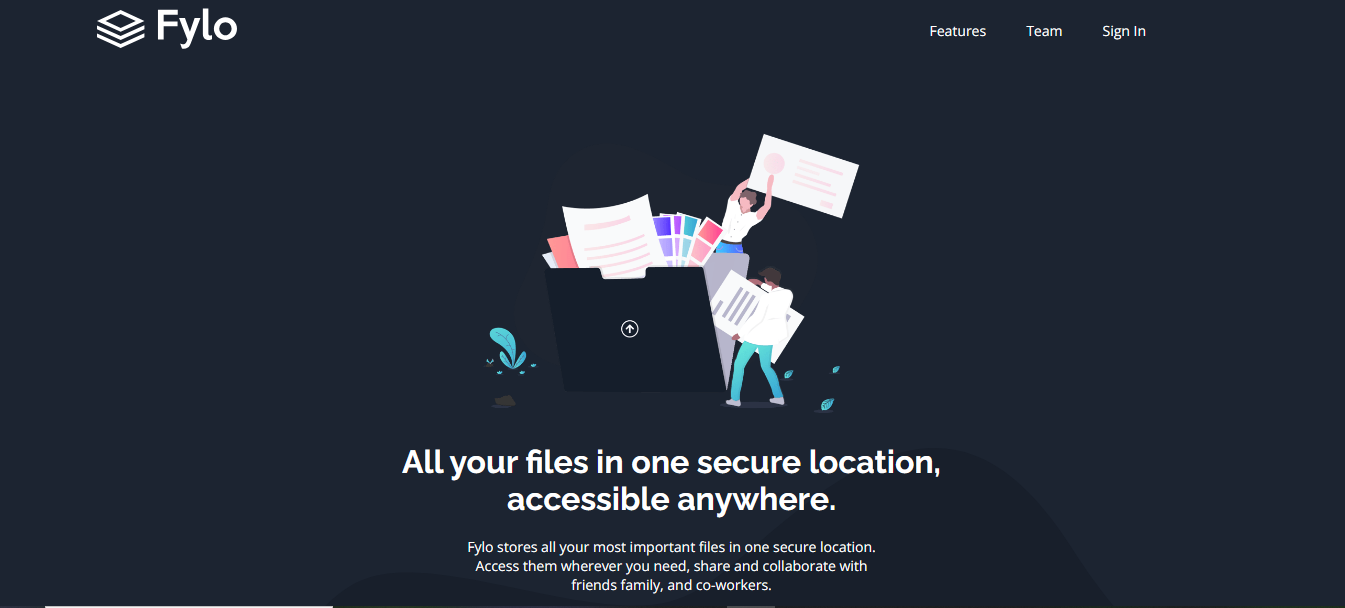 Fylo
Features Team Sign In
All your files in one secure location,
accessible anywhere.
Fylo stores all your most important files in one secure location.
Access them wherever you need, share and collaborate with
friends family, and co-workers.